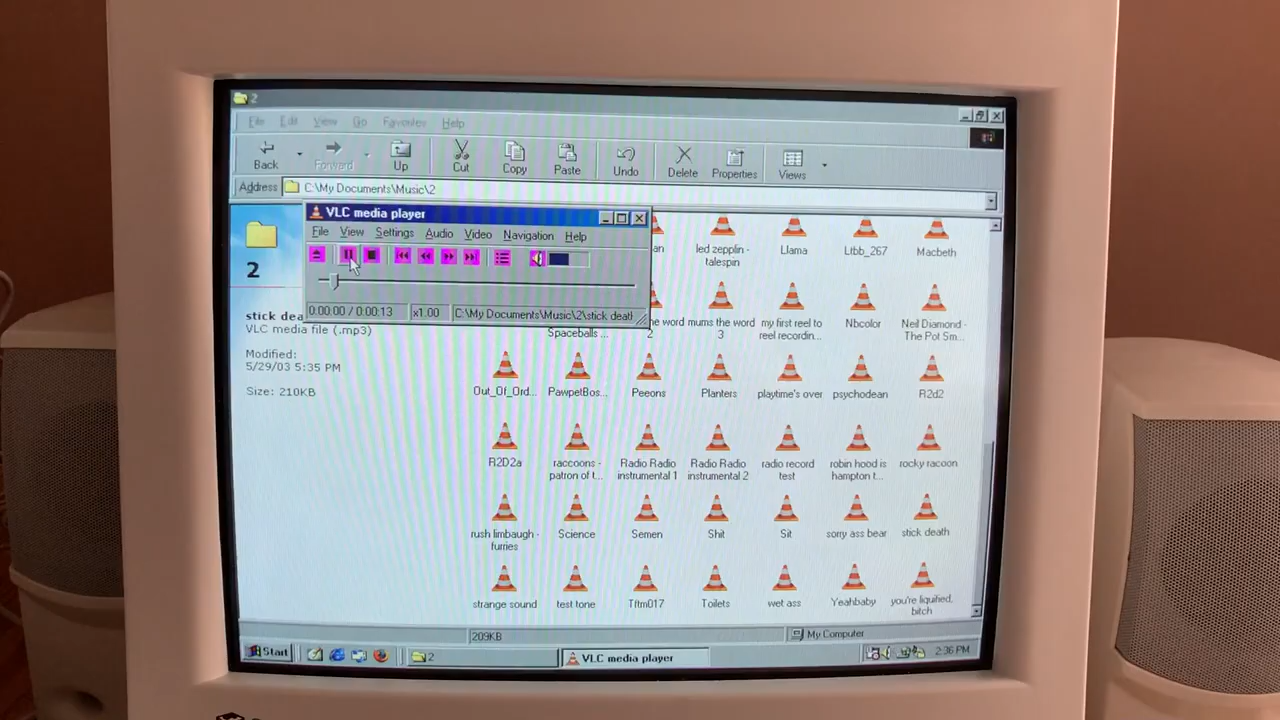 2
File Edit View Go Favorites Help
Back Forward Up Cut Copy Paste Undo Delete Properties Views
Address C:\My Documents\Music\2
VLC media player
File View Settings Audio Video Navigation Help
0:00:00 / 0:00:13 x1.00 C:\My Documents\Music\2\stick death
2
stick dea
VLC media file (.mp3)
Modified:
5/29/03 5:35 PM
Size: 210KB
led zepplin - talespin
Llama
Ltbb_267
Macbeth
Spaceballs ...
he word 2
mums the word 3
my first reel to reel recordin...
Nbcolor
Neil Diamond - The Pot Sm...
Out_Of_Ord...
PawpetBos...
Peeons
Planters
playtime's over
psychodean
R2d2
R2D2a
raccoons - patron of t...
Radio Radio instrumental 1
Radio Radio instrumental 2
radio record test
robin hood is hampton t...
rocky racoon
rush limbaugh - furries
Science
Semen
Shit
Sit
sorry ass bear
stick death
strange sound
test tone
Tftm017
Toilets
wet ass
Yeahbaby
you're liquified, bitch
209KB My Computer
Start 2 VLC media player 2:36 PM